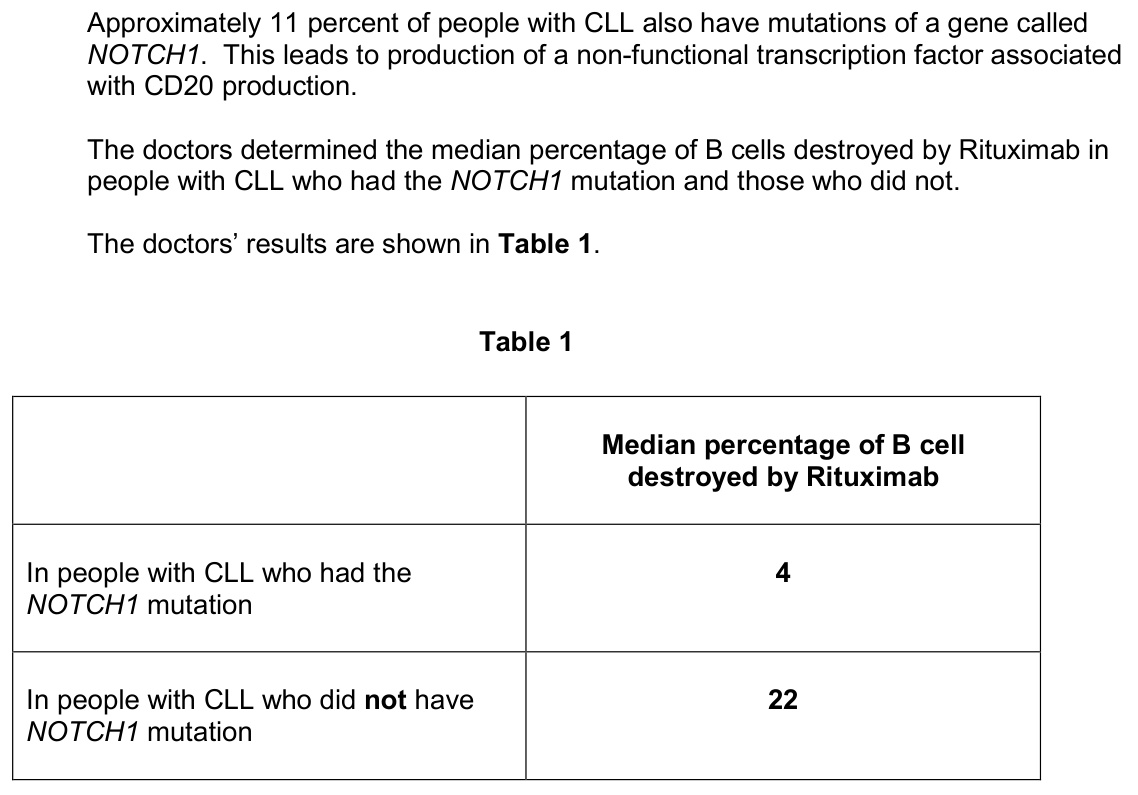 Approximately 11 percent of people with CLL also have mutations of a gene called
NOTCH1.  This leads to production of a non-functional transcription factor associated
with CD20 production.
The doctors determined the median percentage of B cells destroyed by Rituximab in
people with CLL who had the NOTCH1 mutation and those who did not.
The doctors’ results are shown in Table 1.
Table 1
Median percentage of B cell
destroyed by Rituximab
In people with CLL who had the
NOTCH1 mutation
4
In people with CLL who did not have
NOTCH1 mutation
22